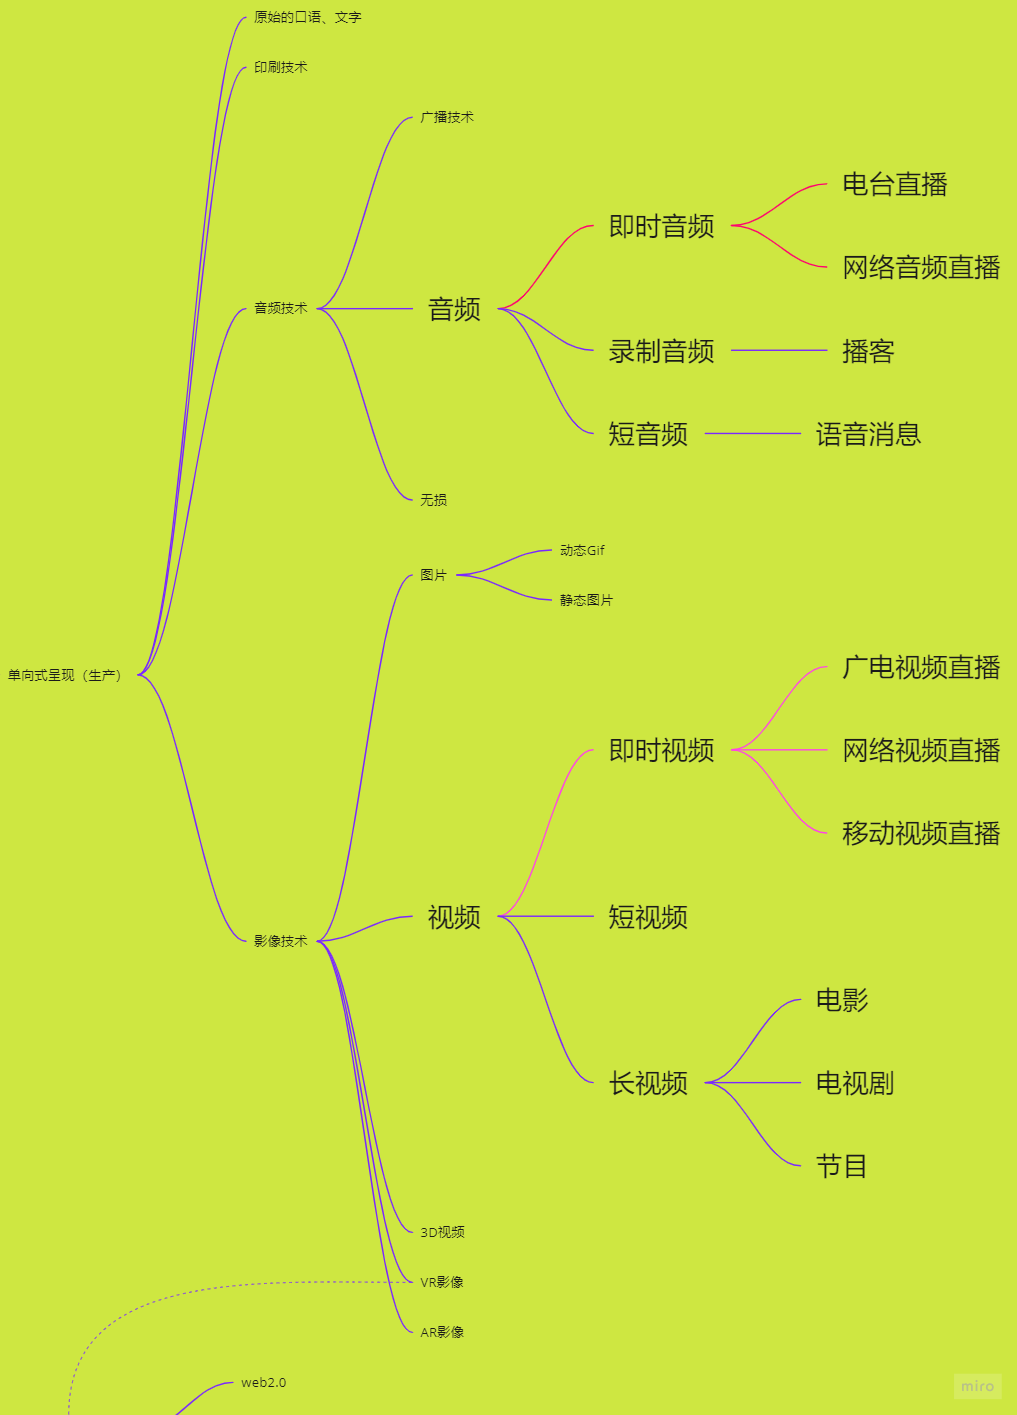 原始的口语、文字
印刷技术
广播技术
电台直播
即时音频
网络音频直播
音频技术
音频
录制音频
播客
短音频
语音消息
无损
动态Gif
图片
静态图片
单向式呈现（生产）
广电视频直播
即时视频
网络视频直播
移动视频直播
影像技术
视频
短视频
电影
长视频
电视剧
节目
3D视频
VR影像
AR影像
web2.0
miro